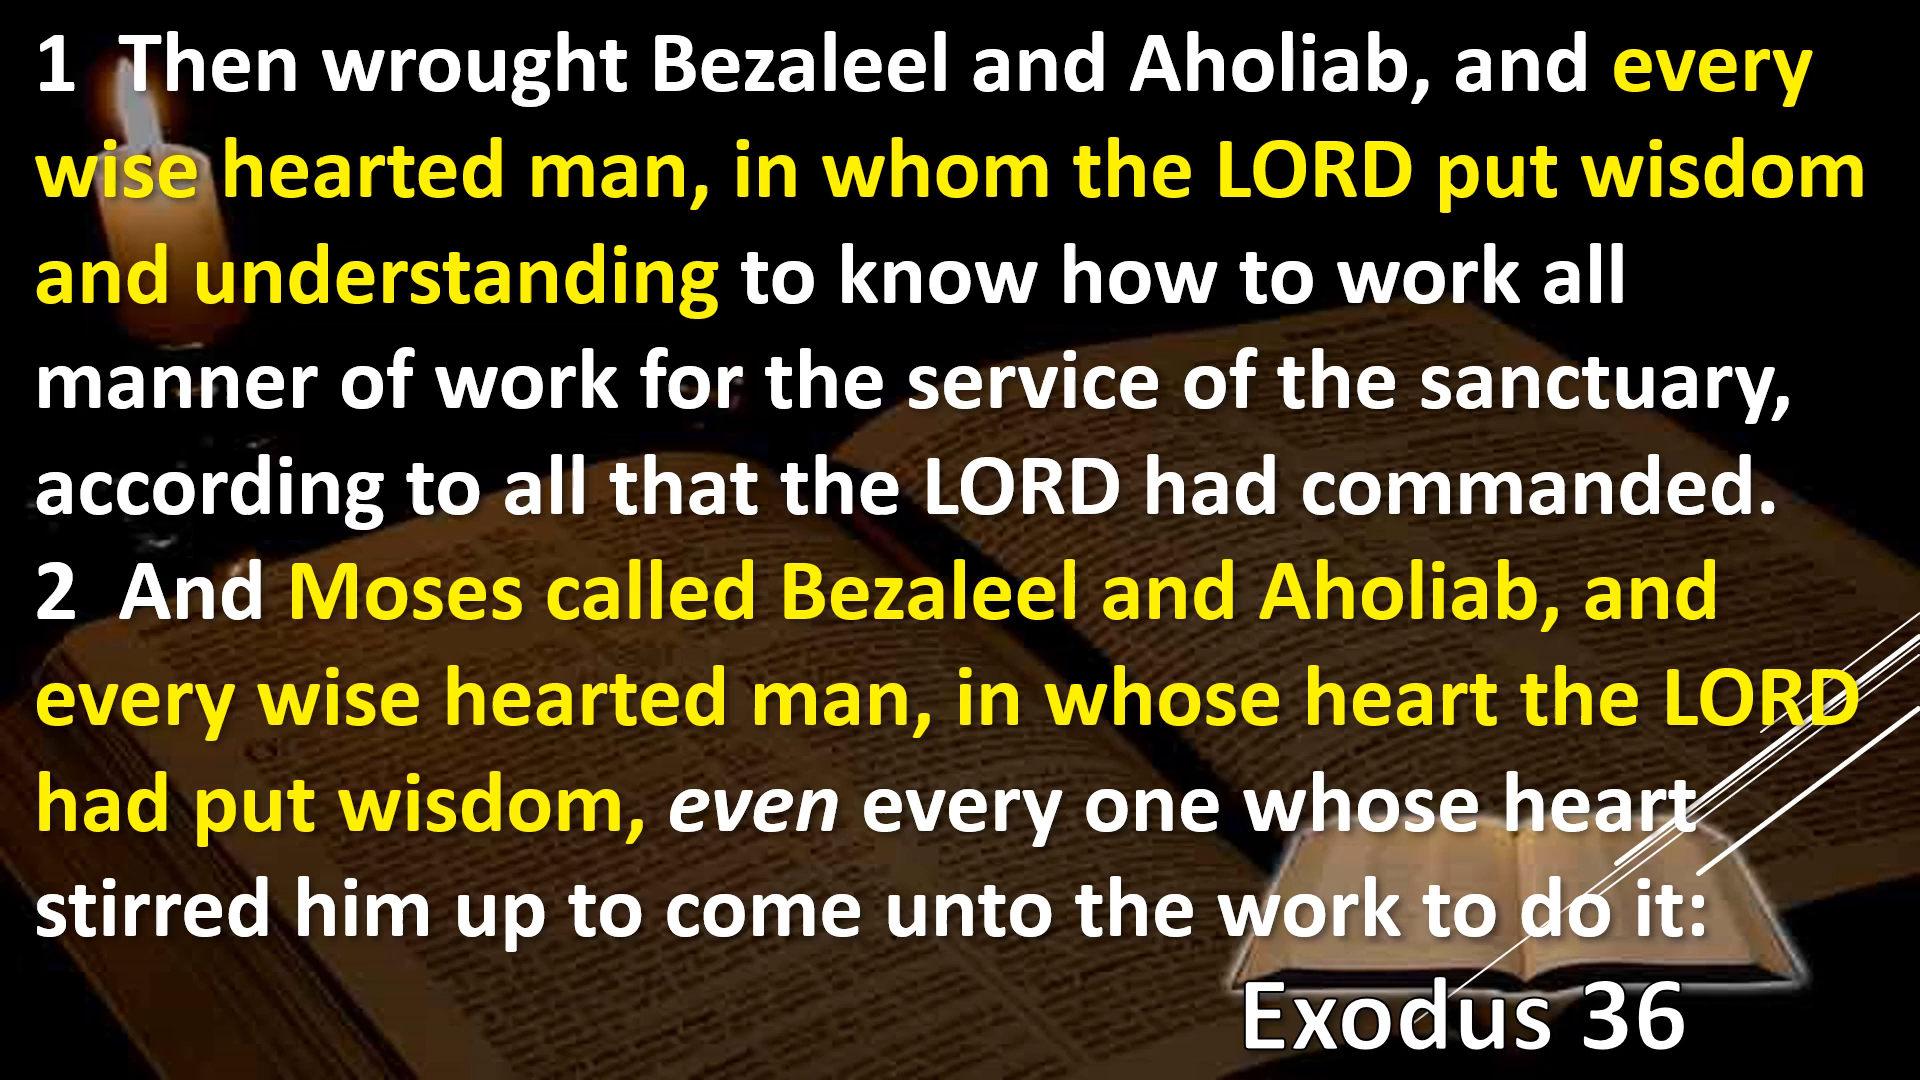 1  Then wrought Bezaleel and Aholiab, and every
wise hearted man, in whom the LORD put wisdom
and understanding to know how to work all
manner of work for the service of the sanctuary,
according to all that the LORD had commanded.
2  And Moses called Bezaleel and Aholiab, and
every wise hearted man, in whose heart the LORD
had put wisdom, even every one whose heart
stirred him up to come unto the work to do it:
Exodus 36